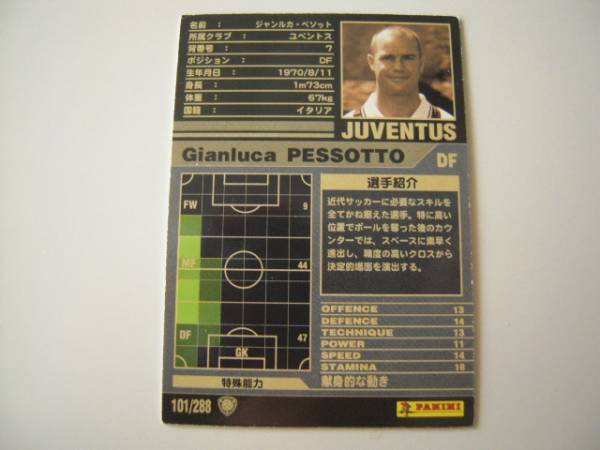 名前 : ジャンルカ・ペソット
所属クラブ : ユベントス
背番号 : 7
ポジション : DF
生年月日 : 1970/8/11
身長 : 1m73cm
体重 : 67kg
国籍 : イタリア
JUVENTUS
Gianluca PESSOTTO DF
FW 9
MF 44
DF 47
GK
選手紹介
近代サッカーに必要なスキルを
全てかね揃えた選手。特に高い
位置でボールを奪った後のカウ
ンターでは、スペースに素早く
進出し、精度の高いクロスから
決定的場面を演出する。
OFFENCE 13
DEFENCE 14
TECHNIQUE 13
POWER 11
SPEED 14
STAMINA 18
特殊能力 献身的な動き
101/288
PANINI